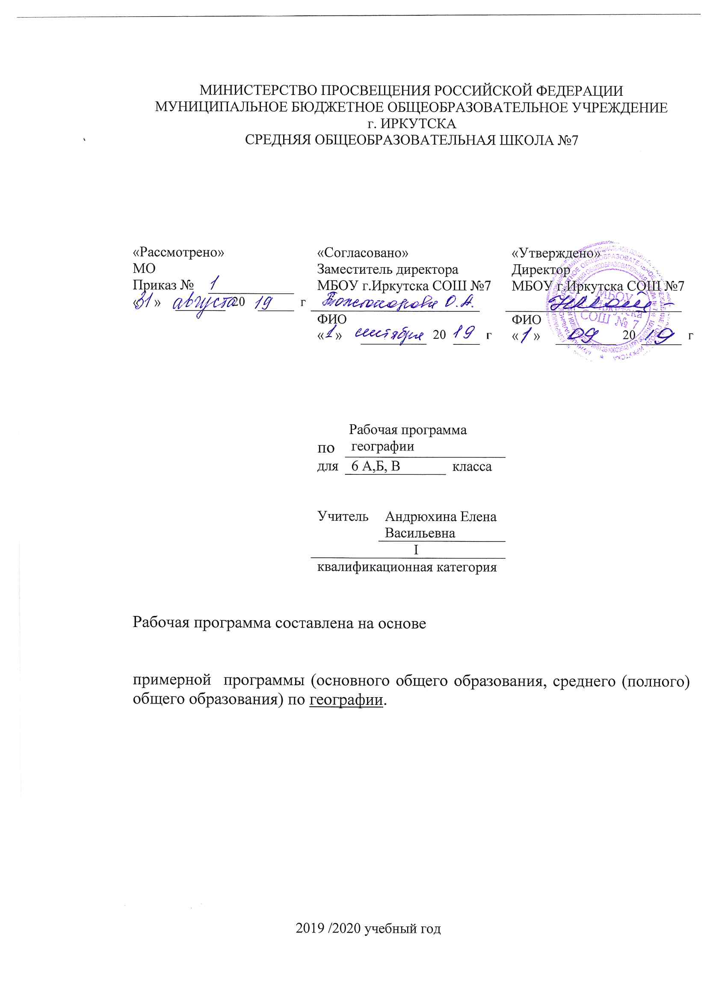 МИНИСТЕРСТВО ПРОСВЕЩЕНИЯ РОССИЙСКОЙ ФЕДЕРАЦИИ
МУНИЦИПАЛЬНОЕ БЮДЖЕТНОЕ ОБЩЕОБРАЗОВАТЕЛЬНОЕ УЧРЕЖДЕНИЕ
г. ИРКУТСКА
СРЕДНЯЯ ОБЩЕОБРАЗОВАТЕЛЬНАЯ ШКОЛА №7
«Рассмотрено»
МО
Приказ № 1
«31» августа 20 19 г
«Согласовано»
Заместитель директора
МБОУ г.Иркутска СОШ №7
О.А.
ФИО
«1» сентября 20 19 г
«Утверждено»
Директор
МБОУ г.Иркутска СОШ №7
ФИО
«1» 09 20 19 г
МБОУ
г. Иркутска
СОШ № 7
Рабочая программа
по географии
для 6 А,Б, В класса
Учитель Андрюхина Елена
Васильевна
I
квалификационная категория
Рабочая программа составлена на основе
примерной программы (основного общего образования, среднего (полного)
общего образования) по географии.
2019 /2020 учебный год